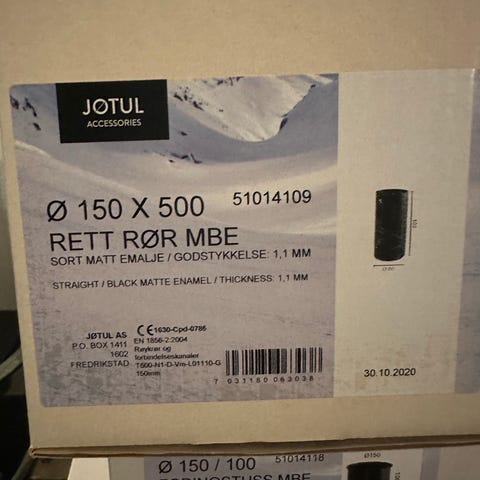 JØTUL
ACCESSORIES
Ø 150 X 500 51014109
RETT RØR MBE
SORT MATT EMALJE / GODSTYKKELSE: 1,1 MM
STRAIGHT / BLACK MATTE ENAMEL / THICKNESS: 1,1 MM
JØTUL AS
P.O. BOX 1411
1602
FREDRIKSTAD
CE 1630-Cpd-0786
EN 1856-2:2004
Røykrør og
forbindelseskanaler
T600-N1-D-Vm-L01110-G
150mm
7 031180 063038
30.10.2020
Ø 150 / 100 51014118
Ø150